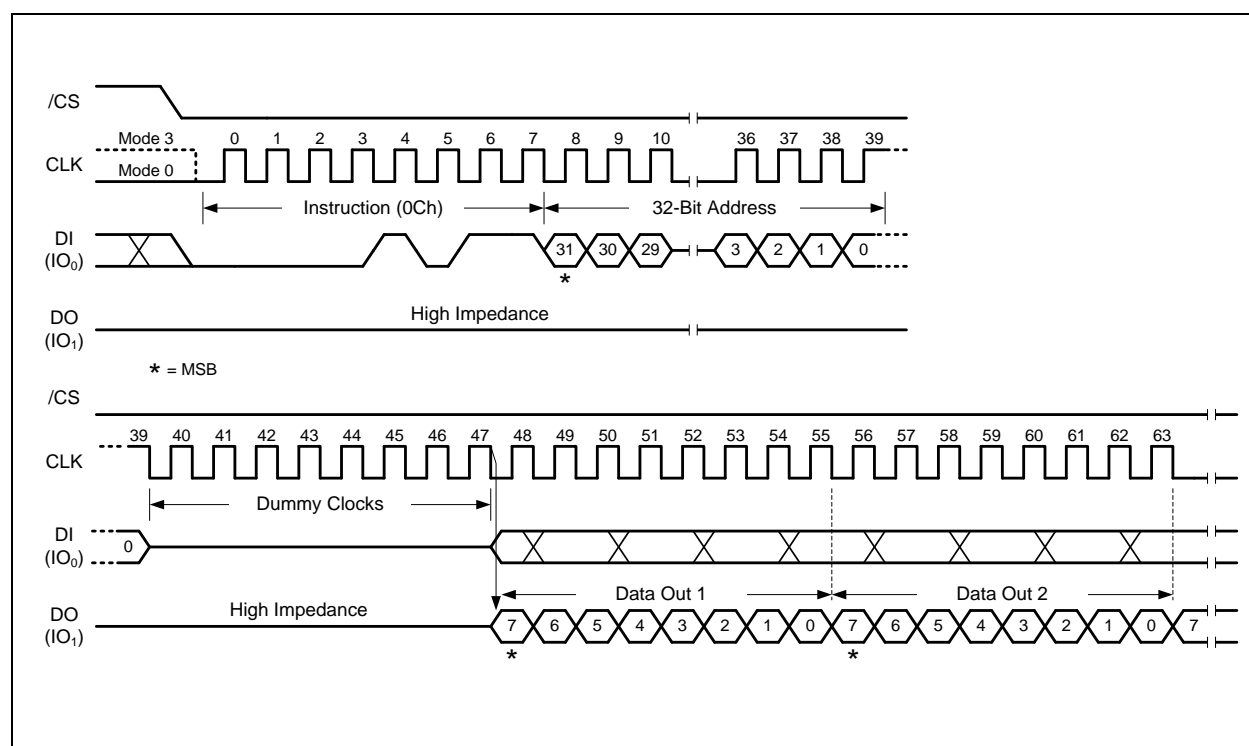 /CS
Mode 3 0 1 2 3 4 5 6 7 8 9 10 36 37 38 39
CLK
Mode 0
Instruction (0Ch) 32-Bit Address
DI
(IO₀) 31 30 29 3 2 1 0
*
High Impedance
DO
(IO₁)
* = MSB
/CS
39 40 41 42 43 44 45 46 47 48 49 50 51 52 53 54 55 56 57 58 59 60 61 62 63
CLK
Dummy Clocks
DI
(IO₀) 0
Data Out 1 Data Out 2
High Impedance
DO
(IO₁) 7 6 5 4 3 2 1 0 7 6 5 4 3 2 1 0 7
* *